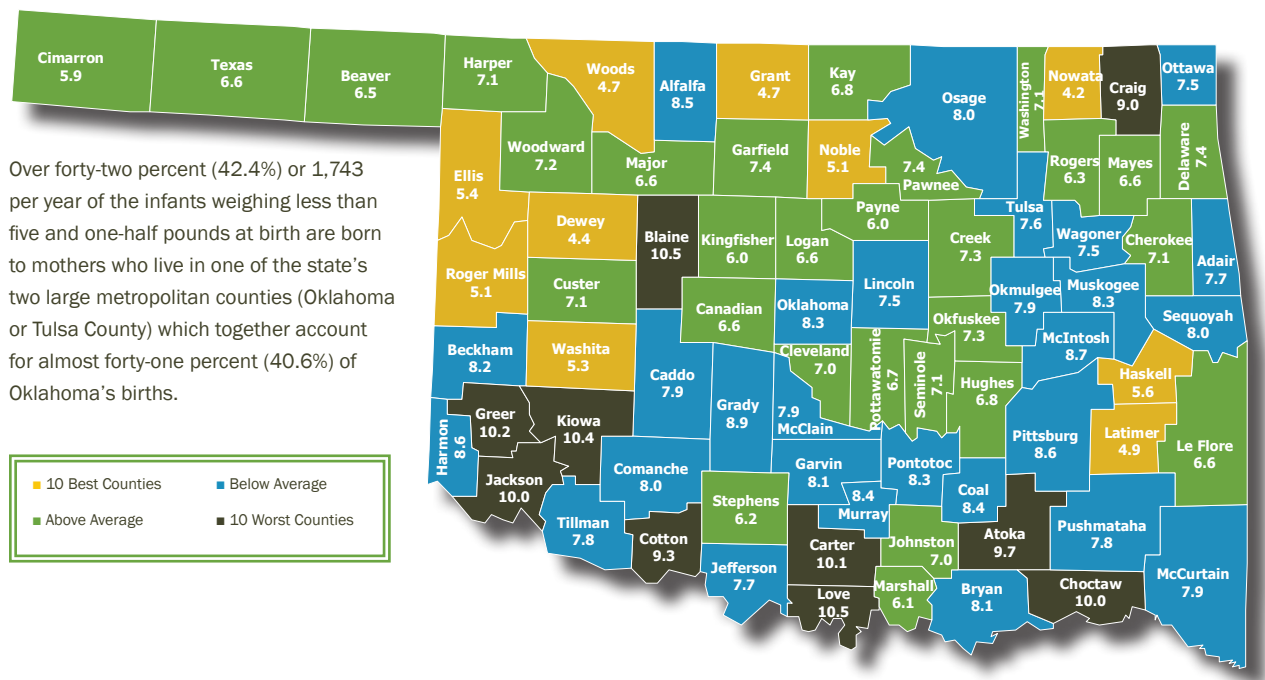 Cimarron
5.9
Texas
6.6
Beaver
6.5
Harper
7.1
Woods
4.7
Alfalfa
8.5
Grant
4.7
Kay
6.8
Osage
8.0
Washington
7.1
Nowata
4.2
Craig
9.0
Ottawa
7.5
Over forty-two percent (42.4%) or 1,743
per year of the infants weighing less than
five and one-half pounds at birth are born
to mothers who live in one of the state’s
two large metropolitan counties (Oklahoma
or Tulsa County) which together account
for almost forty-one percent (40.6%) of
Oklahoma’s births.
Ellis
5.4
Woodward
7.2
Major
6.6
Garfield
7.4
Noble
5.1
7.4
Pawnee
Rogers
6.3
Mayes
6.6
Delaware
7.4
Roger Mills
5.1
Dewey
4.4
Custer
7.1
Blaine
10.5
Kingfisher
6.0
Logan
6.6
Payne
6.0
Creek
7.3
Tulsa
7.6
Wagoner
7.5
Cherokee
7.1
Adair
7.7
Beckham
8.2
Washita
5.3
Caddo
7.9
Canadian
6.6
Oklahoma
8.3
Lincoln
7.5
Okfuskee
7.3
Okmulgee
7.9
Muskogee
8.3
McIntosh
8.7
Sequoyah
8.0
Haskell
5.6
Harmon
8.6
Greer
10.2
Kiowa
10.4
Grady
8.9
Cleveland
7.0
7.9
McClain
Pottawatomie
6.7
Seminole
7.1
Hughes
6.8
Pittsburg
8.6
Latimer
4.9
Le Flore
6.6
Jackson
10.0
Comanche
8.0
Stephens
6.2
Garvin
8.1
8.4
Murray
Pontotoc
8.3
Coal
8.4
Atoka
9.7
Pushmataha
7.8
McCurtain
7.9
Tillman
7.8
Cotton
9.3
Jefferson
7.7
Carter
10.1
Love
10.5
Johnston
7.0
Marshall
6.1
Bryan
8.1
Choctaw
10.0
10 Best Counties
Below Average
Above Average
10 Worst Counties